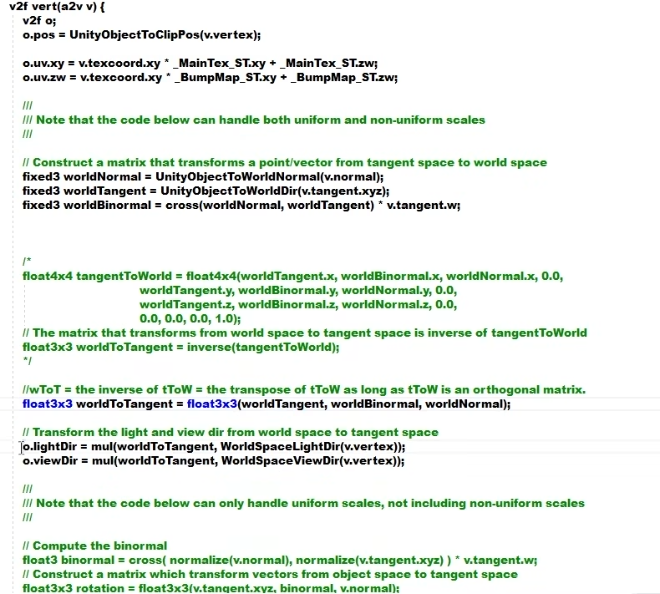 v2f vert(a2v v) {
v2f o;
o.pos = UnityObjectToClipPos(v.vertex);
o.uv.xy = v.texcoord.xy * _MainTex_ST.xy + _MainTex_ST.zw;
o.uv.zw = v.texcoord.xy * _BumpMap_ST.xy + _BumpMap_ST.zw;
///
/// Note that the code below can handle both uniform and non-uniform scales
///
// Construct a matrix that transforms a point/vector from tangent space to world space
fixed3 worldNormal = UnityObjectToWorldNormal(v.normal);
fixed3 worldTangent = UnityObjectToWorldDir(v.tangent.xyz);
fixed3 worldBinormal = cross(worldNormal, worldTangent) * v.tangent.w;
/*
float4x4 tangentToWorld = float4x4(worldTangent.x, worldBinormal.x, worldNormal.x, 0.0,
worldTangent.y, worldBinormal.y, worldNormal.y, 0.0,
worldTangent.z, worldBinormal.z, worldNormal.z, 0.0,
0.0, 0.0, 0.0, 1.0);
// The matrix that transforms from world space to tangent space is inverse of tangentToWorld
float3x3 worldToTangent = inverse(tangentToWorld);
*/
//wToT = the inverse of tToW = the transpose of tToW as long as tToW is an orthogonal matrix.
float3x3 worldToTangent = float3x3(worldTangent, worldBinormal, worldNormal);
// Transform the light and view dir from world space to tangent space
o.lightDir = mul(worldToTangent, WorldSpaceLightDir(v.vertex));
o.viewDir = mul(worldToTangent, WorldSpaceViewDir(v.vertex));
///
/// Note that the code below can only handle uniform scales, not including non-uniform scales
///
// Compute the binormal
float3 binormal = cross( normalize(v.normal), normalize(v.tangent.xyz) ) * v.tangent.w;
// Construct a matrix which transform vectors from object space to tangent space
float3x3 rotation = float3x3(v.tangent.xyz, binormal, v.normal);